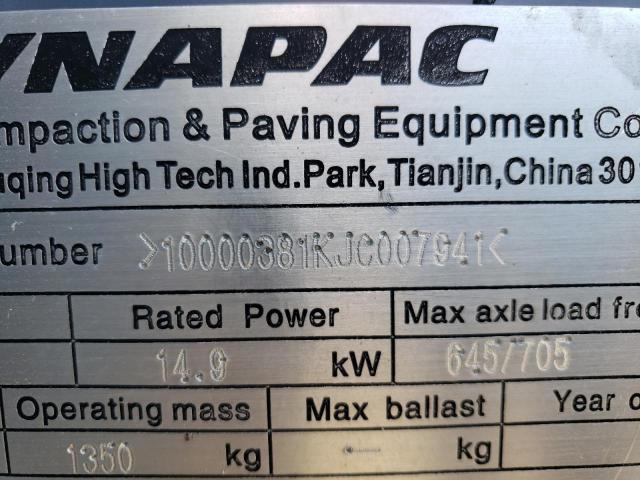 YNAPAC
mpaction & Paving Equipment Co
uqing High Tech Ind.Park,Tianjin,China 30
umber >10000381KJC007941<
Rated Power Max axle load fr
14.9 kW 645/705
Operating mass Max ballast Year o
1350 kg — kg